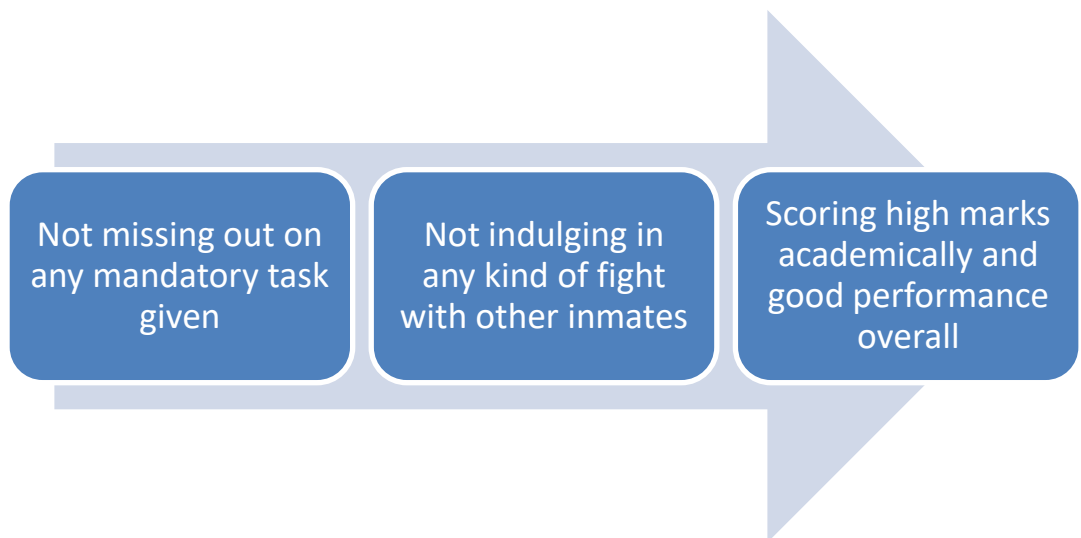 Not missing out on
any mandatory task
given
Not indulging in
any kind of fight
with other inmates
Scoring high marks
academically and
good performance
overall